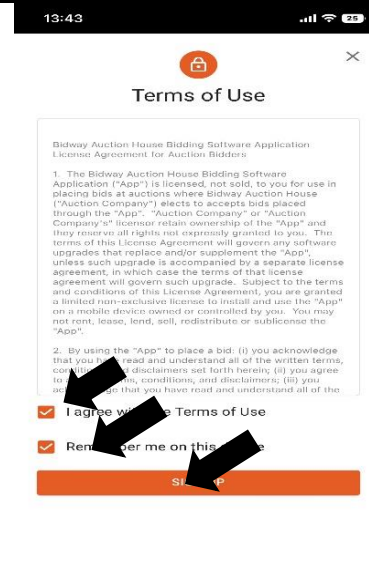 13:43
25
Terms of Use
Bidway Auction House Bidding Software Application
License Agreement for Auction Bidders
1. The Bidway Auction House Bidding Software
Application ("App") is licensed, not sold, to you for use in
placing bids at auctions where Bidway Auction House
("Auction Company") elects to accepts bids placed
through the "App". "Auction Company" or "Auction
Company's" licensor retain ownership of the "App" and
they reserve all rights not expressly granted to you. The
terms of this License Agreement will govern any software
upgrades that replace and/or supplement the "App",
unless such upgrade is accompanied by a separate license
agreement, in which case the terms of that license
agreement will govern such upgrade. Subject to the terms
and conditions of this License Agreement, you are granted
a limited non-exclusive license to install and use the "App"
on a mobile device owned or controlled by you. You may
not rent, lease, lend, sell, redistribute or sublicense the
"App".
2. By using the "App" to place a bid: (i) you acknowledge
that you have read and understand all of the written terms,
and disclaimers set forth herein; (ii) you agree
to conditions, and disclaimers; (iii) you
that you have read and understand all of the
I agree with the Terms of Use
Remember me on this
SIGN UP